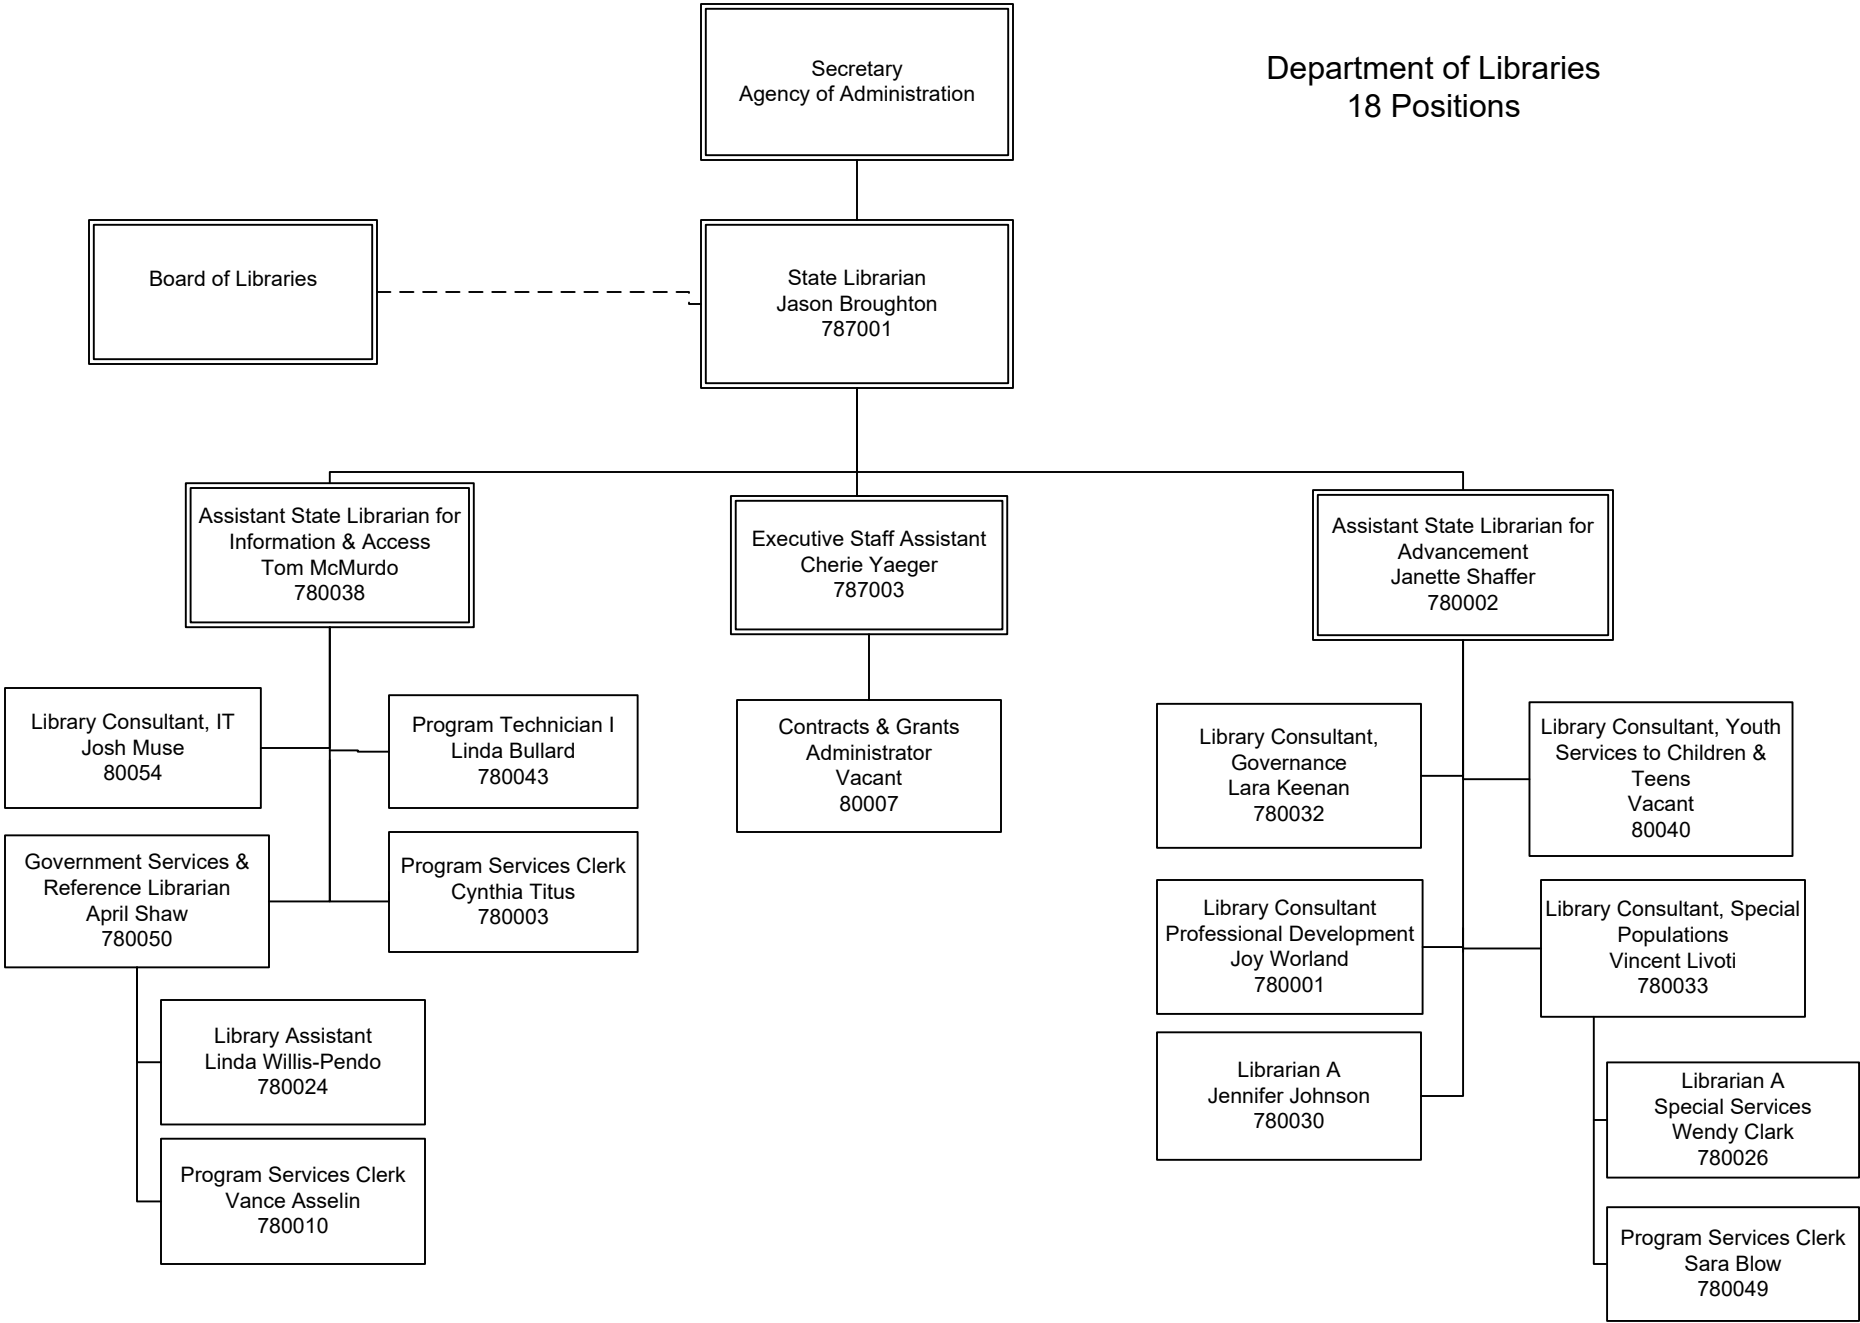 Secretary
Agency of Administration
Department of Libraries
18 Positions
Board of Libraries
State Librarian
Jason Broughton
787001
Assistant State Librarian for
Information & Access
Tom McMurdo
780038
Executive Staff Assistant
Cherie Yaeger
787003
Assistant State Librarian for
Advancement
Janette Shaffer
780002
Library Consultant, IT
Josh Muse
80054
Program Technician I
Linda Bullard
780043
Contracts & Grants
Administrator
Vacant
80007
Library Consultant,
Governance
Lara Keenan
780032
Library Consultant, Youth
Services to Children &
Teens
Vacant
80040
Government Services &
Reference Librarian
April Shaw
780050
Program Services Clerk
Cynthia Titus
780003
Library Consultant
Professional Development
Joy Worland
780001
Library Consultant, Special
Populations
Vincent Livoti
780033
Library Assistant
Linda Willis-Pendo
780024
Librarian A
Jennifer Johnson
780030
Librarian A
Special Services
Wendy Clark
780026
Program Services Clerk
Vance Asselin
780010
Program Services Clerk
Sara Blow
780049